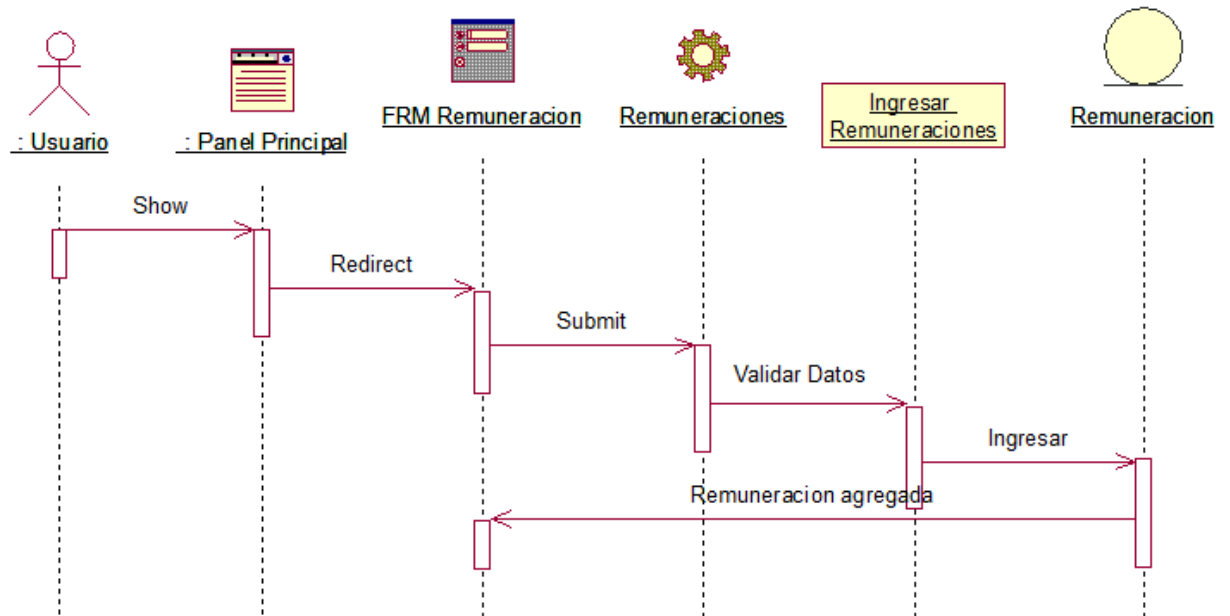 : Usuario
: Panel Principal
FRM Remuneracion
Remuneraciones
Ingresar
Remuneraciones
Remuneracion
Show
Redirect
Submit
Validar Datos
Ingresar
Remuneracion agregada